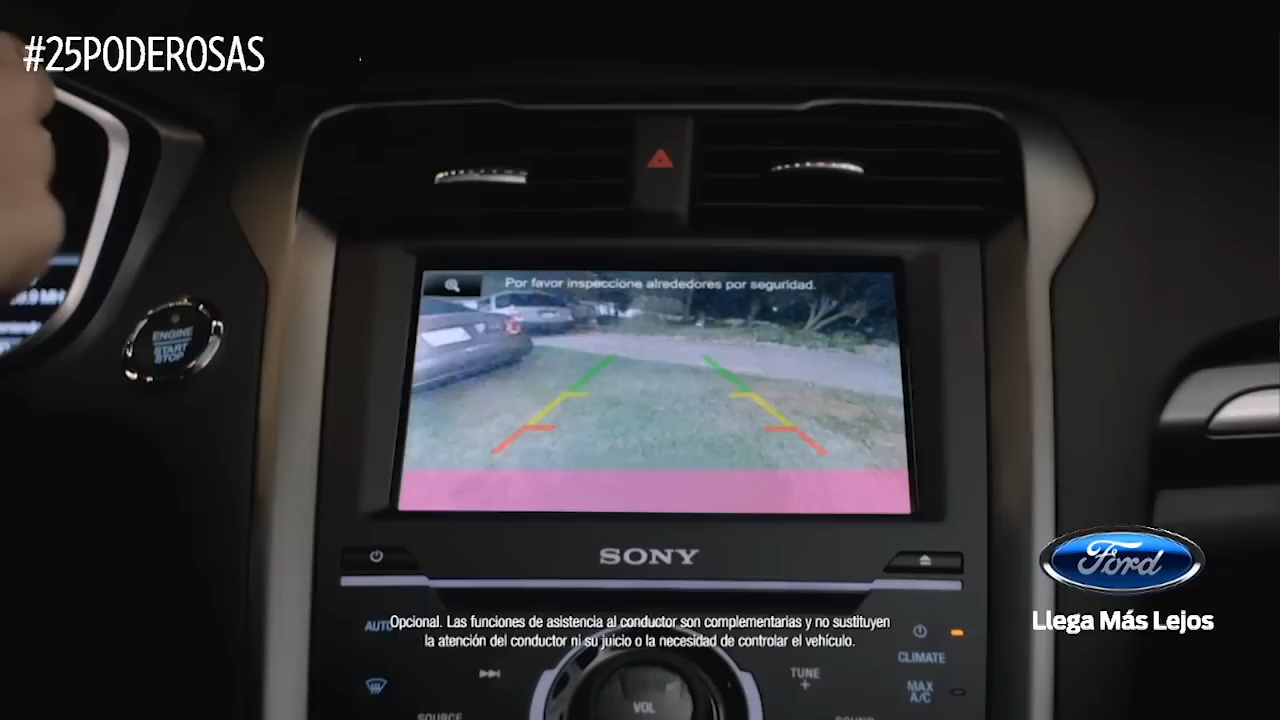 #25PODEROSAS
Por favor inspeccione alrededores por seguridad.
ENGINE
START
STOP
SONY
Ford
Llega Más Lejos
Opcional. Las funciones de asistencia al conductor son complementarias y no sustituyen
la atención del conductor ni su juicio o la necesidad de controlar el vehículo.
AUTO
CLIMATE
TUNE
+
MAX
A/C
VOL
SOURCE
SOUND